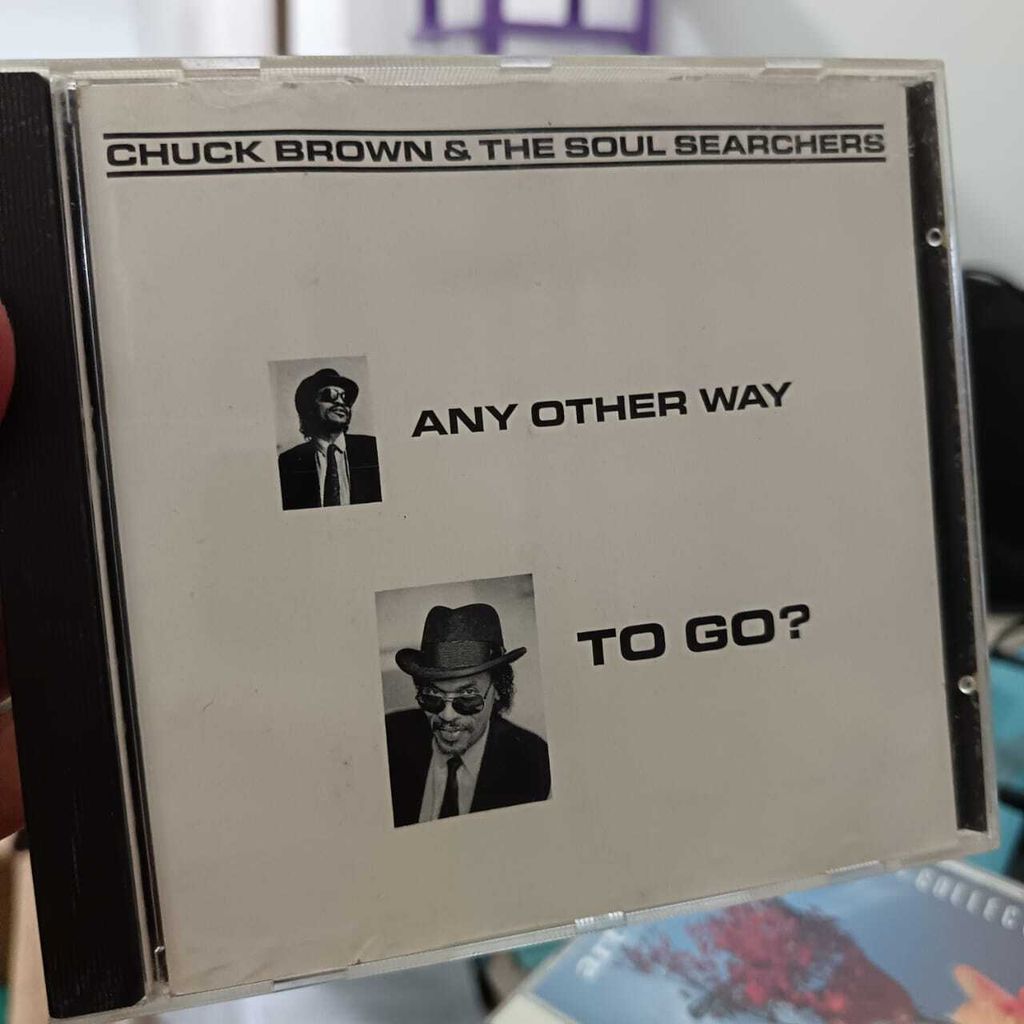 CHUCK BROWN & THE SOUL SEARCHERS
ANY OTHER WAY
TO GO?